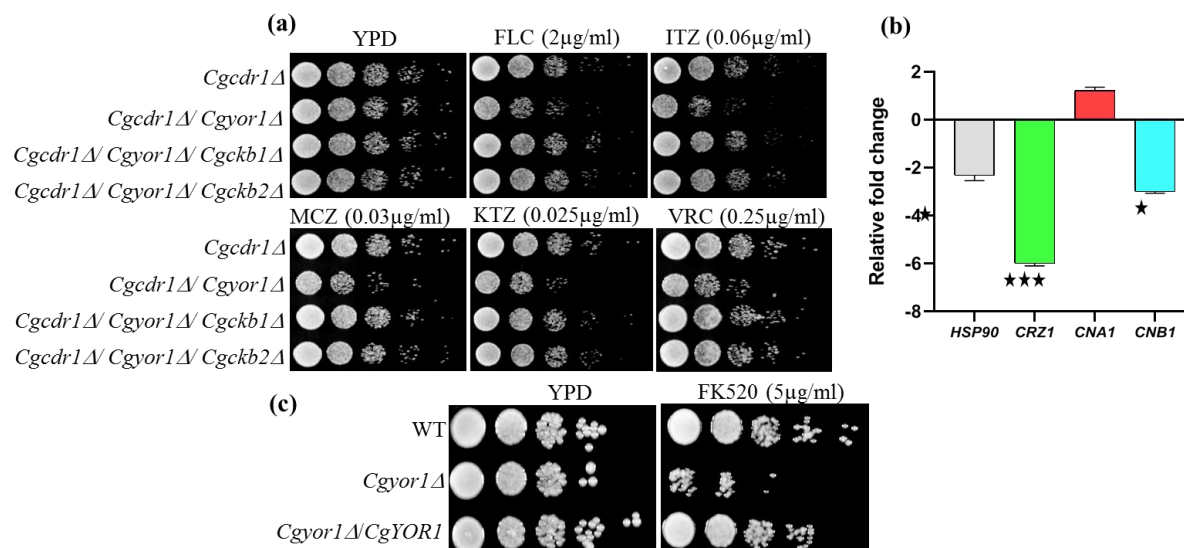 (a)
YPD FLC (2µg/ml) ITZ (0.06µg/ml)
Cgcdr1Δ
Cgcdr1Δ/ Cgyor1Δ
Cgcdr1Δ/ Cgyor1Δ/ Cgckb1Δ
Cgcdr1Δ/ Cgyor1Δ/ Cgckb2Δ
MCZ (0.03µg/ml) KTZ (0.025µg/ml) VRC (0.25µg/ml)
Cgcdr1Δ
Cgcdr1Δ/ Cgyor1Δ
Cgcdr1Δ/ Cgyor1Δ/ Cgckb1Δ
Cgcdr1Δ/ Cgyor1Δ/ Cgckb2Δ
(b)
Relative fold change
2
0
-2
-4
-6
-8
★
★★★
★
HSP90 CRZ1 CNA1 CNB1
(c)
YPD FK520 (5µg/ml)
WT
Cgyor1Δ
Cgyor1Δ/CgYOR1